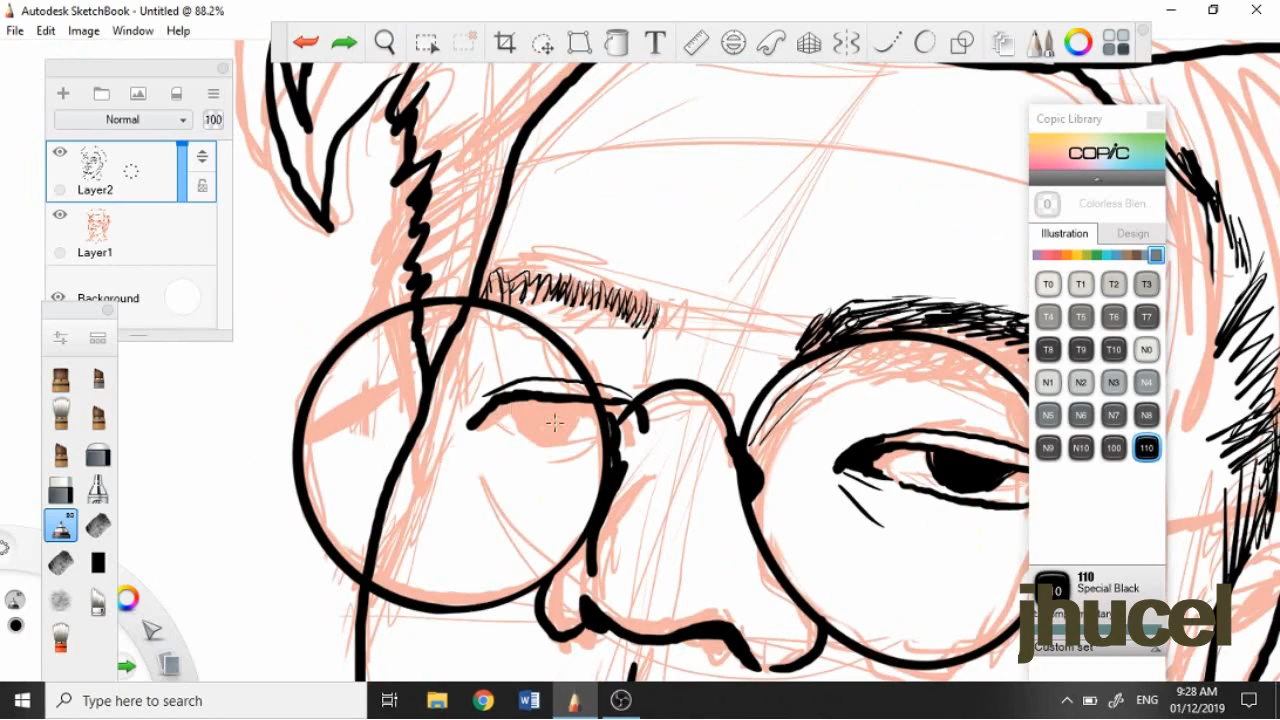 Autodesk SketchBook - Untitled @ 88.2%
File Edit Image Window Help
T
Normal 100
Layer2
Layer1
Background
Copic Library
COPIC
0 Colorless Blen...
Illustration Design
T0 T1 T2 T3
T4 T5 T6 T7
T8 T9 T10 N0
N1 N2 N3 N4
N5 N6 N7 N8
N9 N10 100 110
110
Special Black
jhucel
Custom set
Type here to search
ENG
9:28 AM
01/12/2019